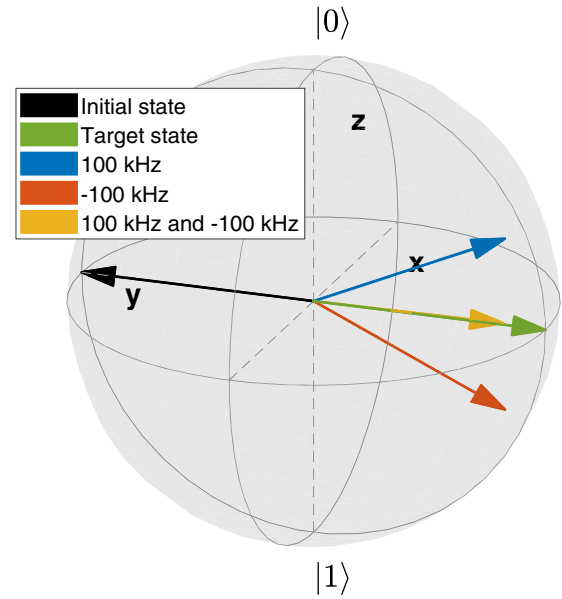 |0⟩
Initial state
Target state
100 kHz
-100 kHz
100 kHz and -100 kHz
z
x
y
|1⟩